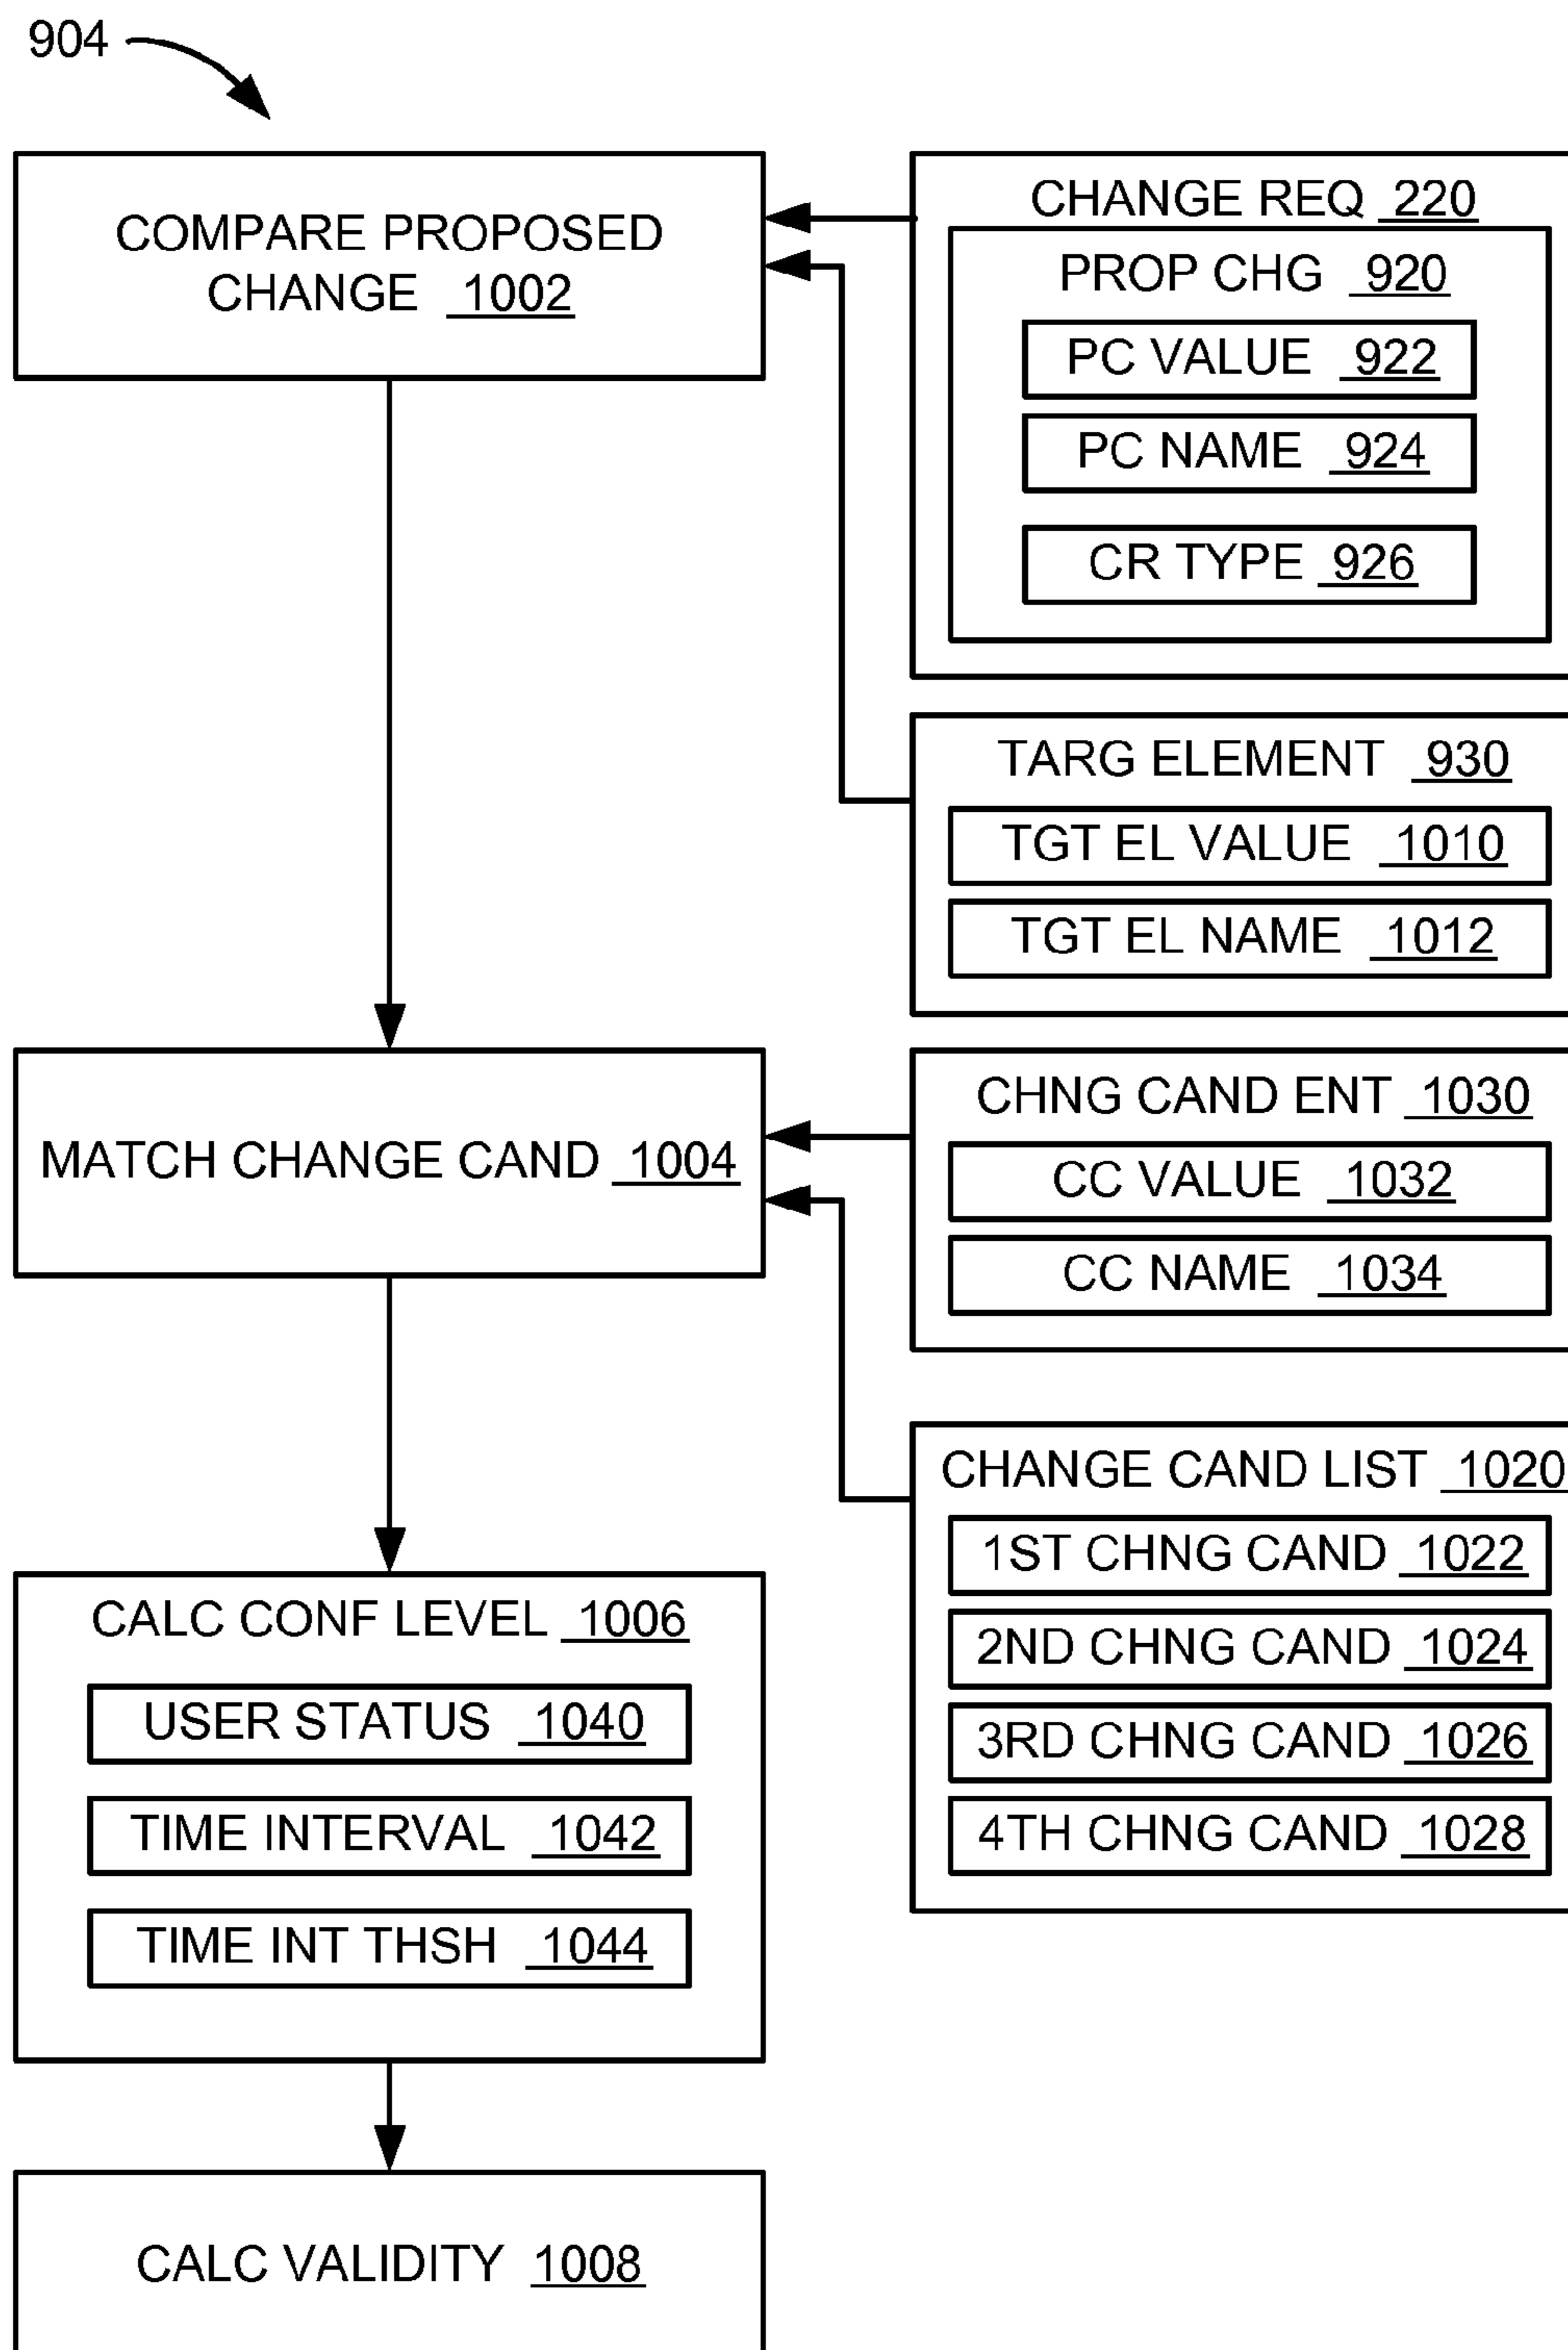 904
COMPARE PROPOSED
CHANGE 1002
CHANGE REQ 220
PROP CHG 920
PC VALUE 922
PC NAME 924
CR TYPE 926
TARG ELEMENT 930
TGT EL VALUE 1010
TGT EL NAME 1012
MATCH CHANGE CAND 1004
CHNG CAND ENT 1030
CC VALUE 1032
CC NAME 1034
CHANGE CAND LIST 1020
1ST CHNG CAND 1022
2ND CHNG CAND 1024
3RD CHNG CAND 1026
4TH CHNG CAND 1028
CALC CONF LEVEL 1006
USER STATUS 1040
TIME INTERVAL 1042
TIME INT THSH 1044
CALC VALIDITY 1008